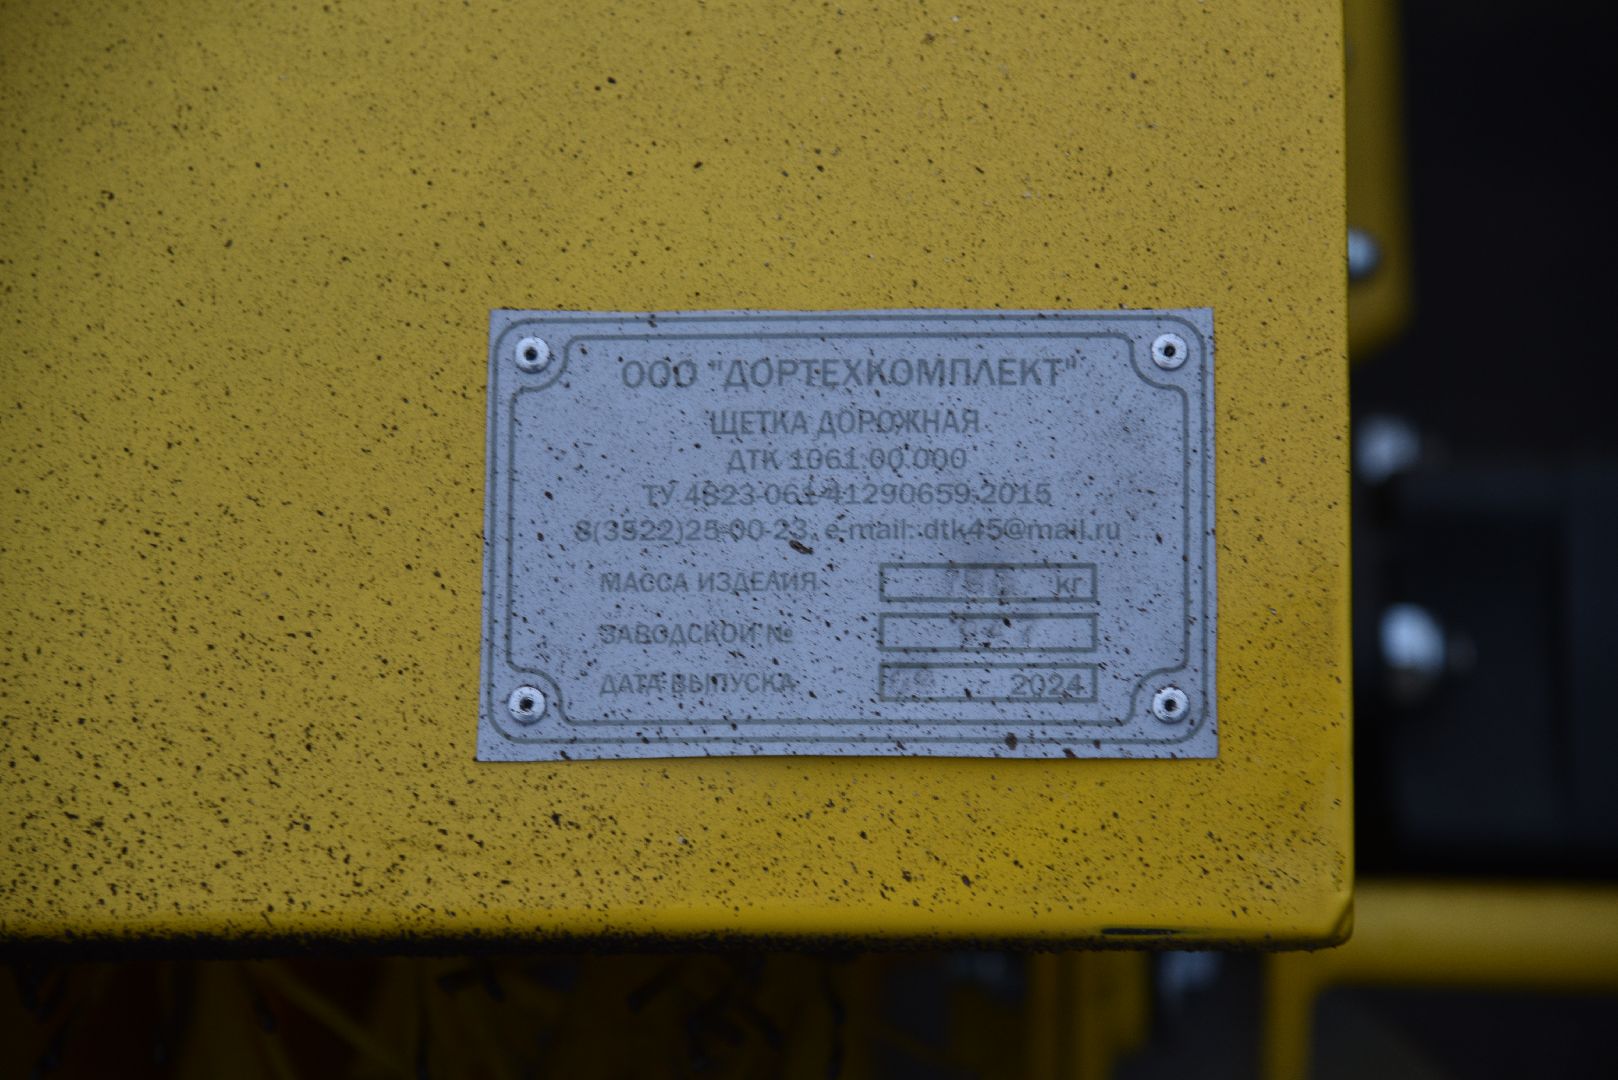 ООО "ДОРТЕХКОМПЛЕКТ"
ЩЕТКА ДОРОЖНАЯ
ДТК 1061.00.000
ТУ 4823-061-41290659-2015
8(3522)25-00-23, e-mail: dtk45@mail.ru
МАССА ИЗДЕЛИЯ кг
ЗАВОДСКОЙ №
ДАТА ВЫПУСКА 2024